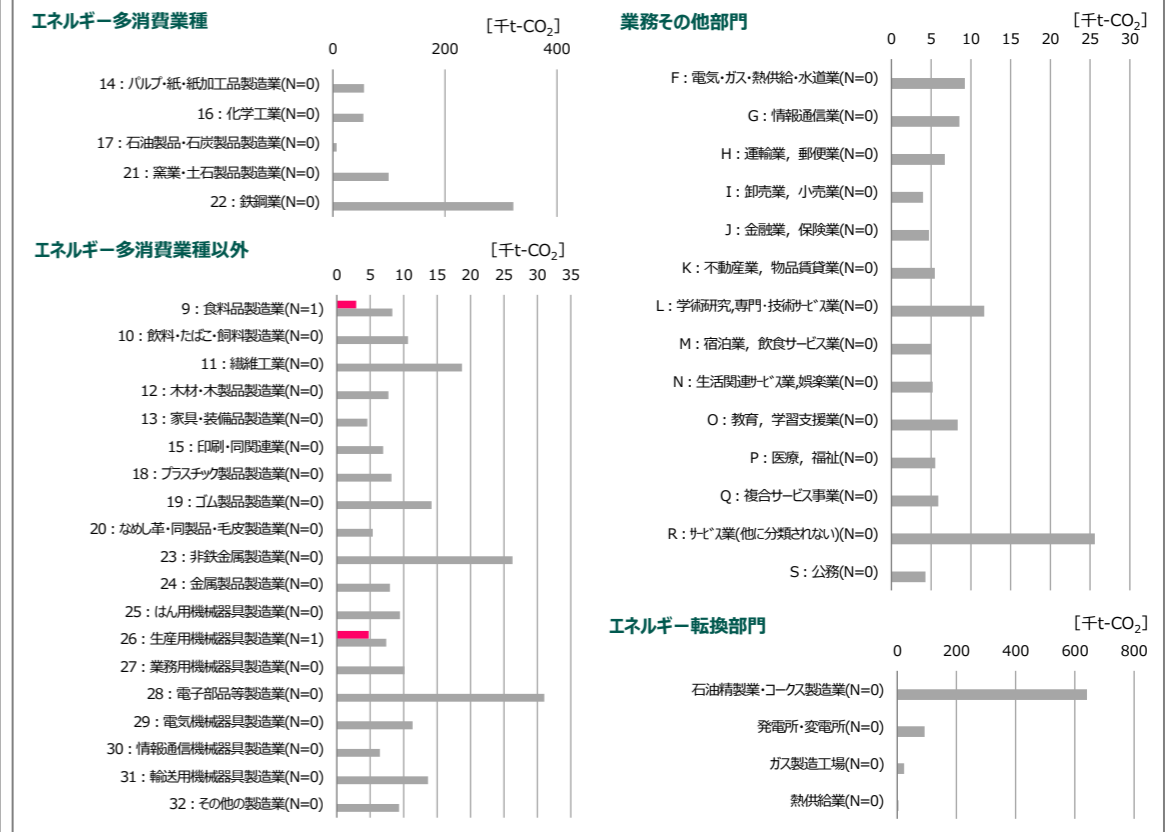 エネルギー多消費業種
[千t-CO₂]
0 200 400
14：パルプ・紙・紙加工品製造業(N=0)
16：化学工業(N=0)
17：石油製品・石炭製品製造業(N=0)
21：窯業・土石製品製造業(N=0)
22：鉄鋼業(N=0)
エネルギー多消費業種以外
[千t-CO₂]
0 5 10 15 20 25 30 35
9：食料品製造業(N=1)
10：飲料・たばこ・飼料製造業(N=0)
11：繊維工業(N=0)
12：木材・木製品製造業(N=0)
13：家具・装備品製造業(N=0)
15：印刷・同関連業(N=0)
18：プラスチック製品製造業(N=0)
19：ゴム製品製造業(N=0)
20：なめし革・同製品・毛皮製造業(N=0)
23：非鉄金属製造業(N=0)
24：金属製品製造業(N=0)
25：はん用機械器具製造業(N=0)
26：生産用機械器具製造業(N=1)
27：業務用機械器具製造業(N=0)
28：電子部品等製造業(N=0)
29：電気機械器具製造業(N=0)
30：情報通信機械器具製造業(N=0)
31：輸送用機械器具製造業(N=0)
32：その他の製造業(N=0)
業務その他部門
[千t-CO₂]
0 5 10 15 20 25 30
F：電気・ガス・熱供給・水道業(N=0)
G：情報通信業(N=0)
H：運輸業，郵便業(N=0)
I：卸売業，小売業(N=0)
J：金融業，保険業(N=0)
K：不動産業，物品賃貸業(N=0)
L：学術研究,専門・技術ｻｰﾋﾞｽ業(N=0)
M：宿泊業，飲食サービス業(N=0)
N：生活関連ｻｰﾋﾞｽ業,娯楽業(N=0)
O：教育，学習支援業(N=0)
P：医療，福祉(N=0)
Q：複合サービス事業(N=0)
R：ｻｰﾋﾞｽ業(他に分類されない)(N=0)
S：公務(N=0)
エネルギー転換部門
[千t-CO₂]
0 200 400 600 800
石油精製業・コークス製造業(N=0)
発電所・変電所(N=0)
ガス製造工場(N=0)
熱供給業(N=0)